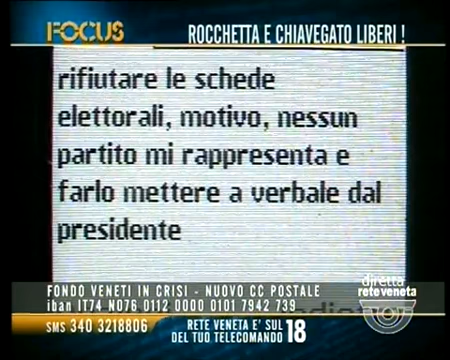 FOCUS
ROCCHETTA E CHIAVEGATO LIBERI !
rifiutare le schede
elettorali, motivo, nessun
partito mi rappresenta e
farlo mettere a verbale dal
presidente
FONDO VENETI IN CRISI - NUOVO CC POSTALE
iban IT74 N076 0112 0000 0101 7942 739
diretta
reteveneta
SMS 340 3218806
RETE VENETA E' SUL
DEL TUO TELECOMANDO
18